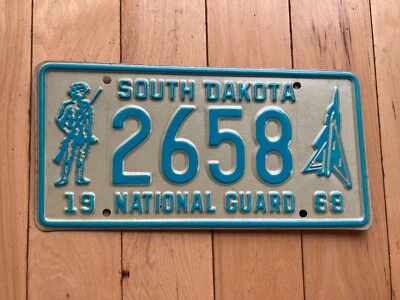 SOUTH DAKOTA
2658
19 NATIONAL GUARD 68